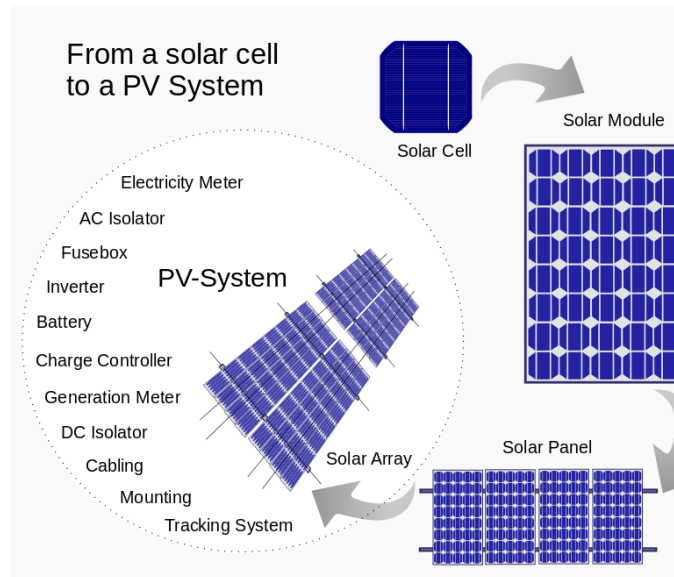 From a solar cell
to a PV System
Solar Cell
Solar Module
Electricity Meter
AC Isolator
Fusebox
PV-System
Inverter
Battery
Charge Controller
Generation Meter
DC Isolator
Cabling
Mounting
Tracking System
Solar Array
Solar Panel